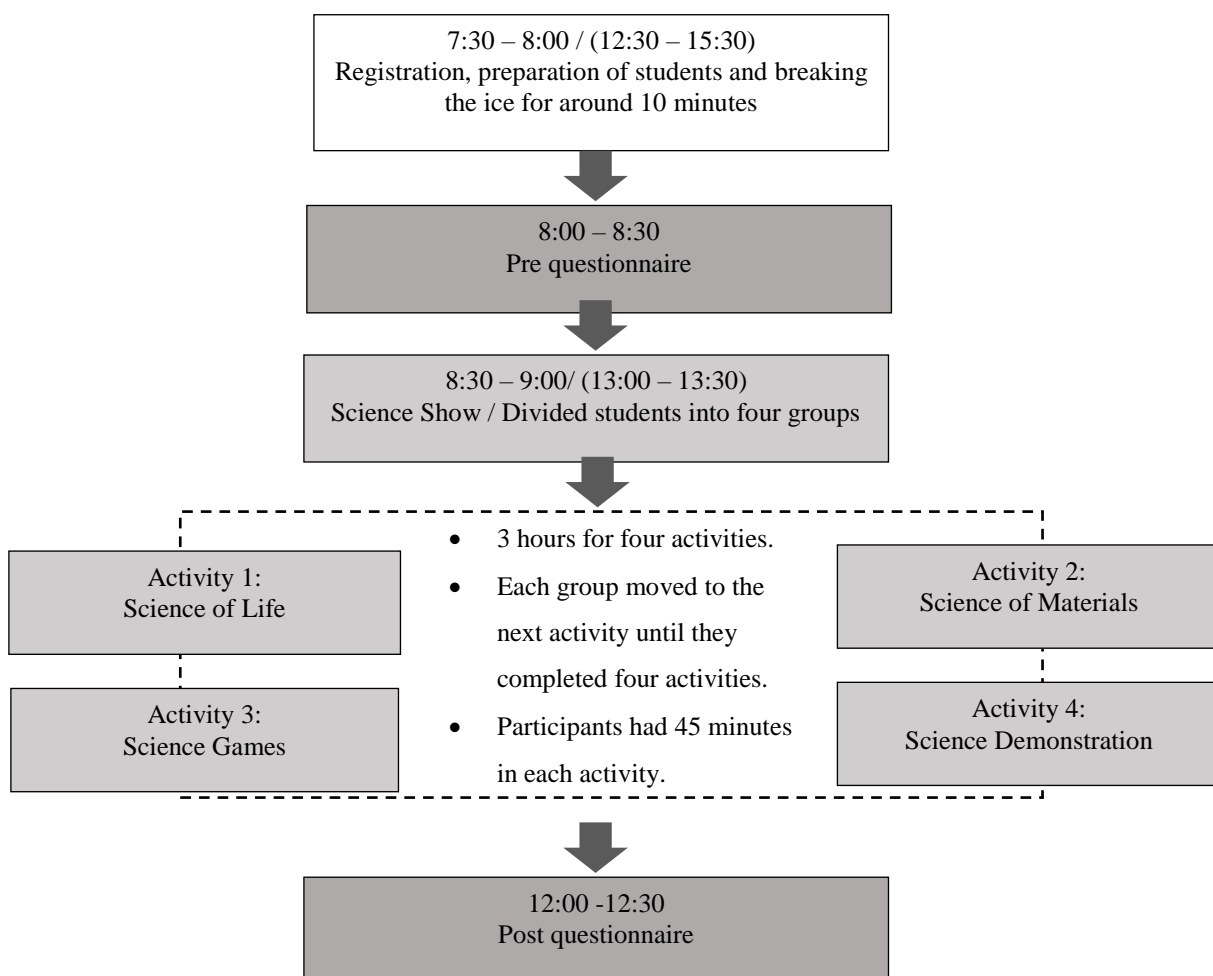 7:30 – 8:00 / (12:30 – 15:30)
Registration, preparation of students and breaking
the ice for around 10 minutes
8:00 – 8:30
Pre questionnaire
8:30 – 9:00/ (13:00 – 13:30)
Science Show / Divided students into four groups
• 3 hours for four activities.
• Each group moved to the
next activity until they
completed four activities.
• Participants had 45 minutes
in each activity.
Activity 1:
Science of Life
Activity 2:
Science of Materials
Activity 3:
Science Games
Activity 4:
Science Demonstration
12:00 -12:30
Post questionnaire